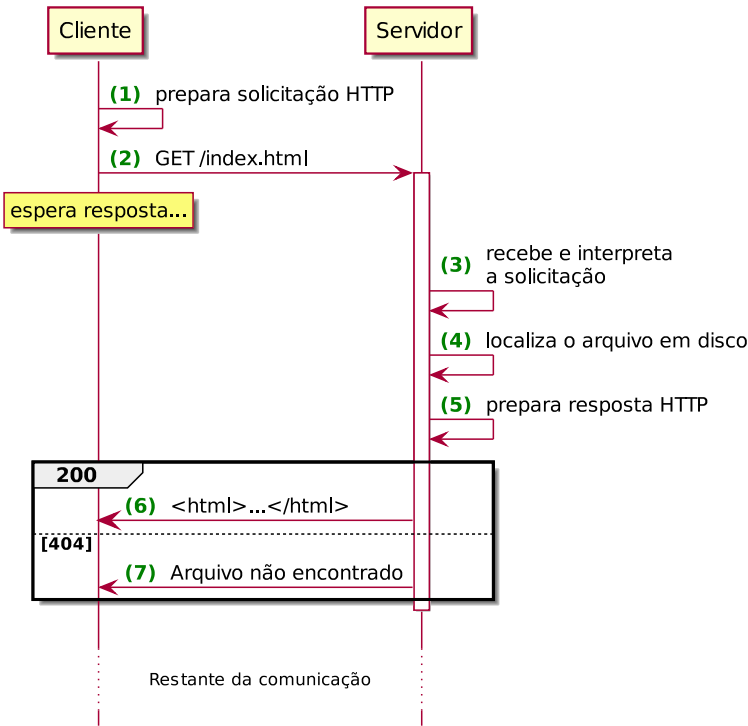 Cliente
Servidor
(1) prepara solicitação HTTP
(2) GET /index.html
espera resposta...
(3) recebe e interpreta
a solicitação
(4) localiza o arquivo em disco
(5) prepara resposta HTTP
200
(6) <html>...</html>
[404]
(7) Arquivo não encontrado
Restante da comunicação